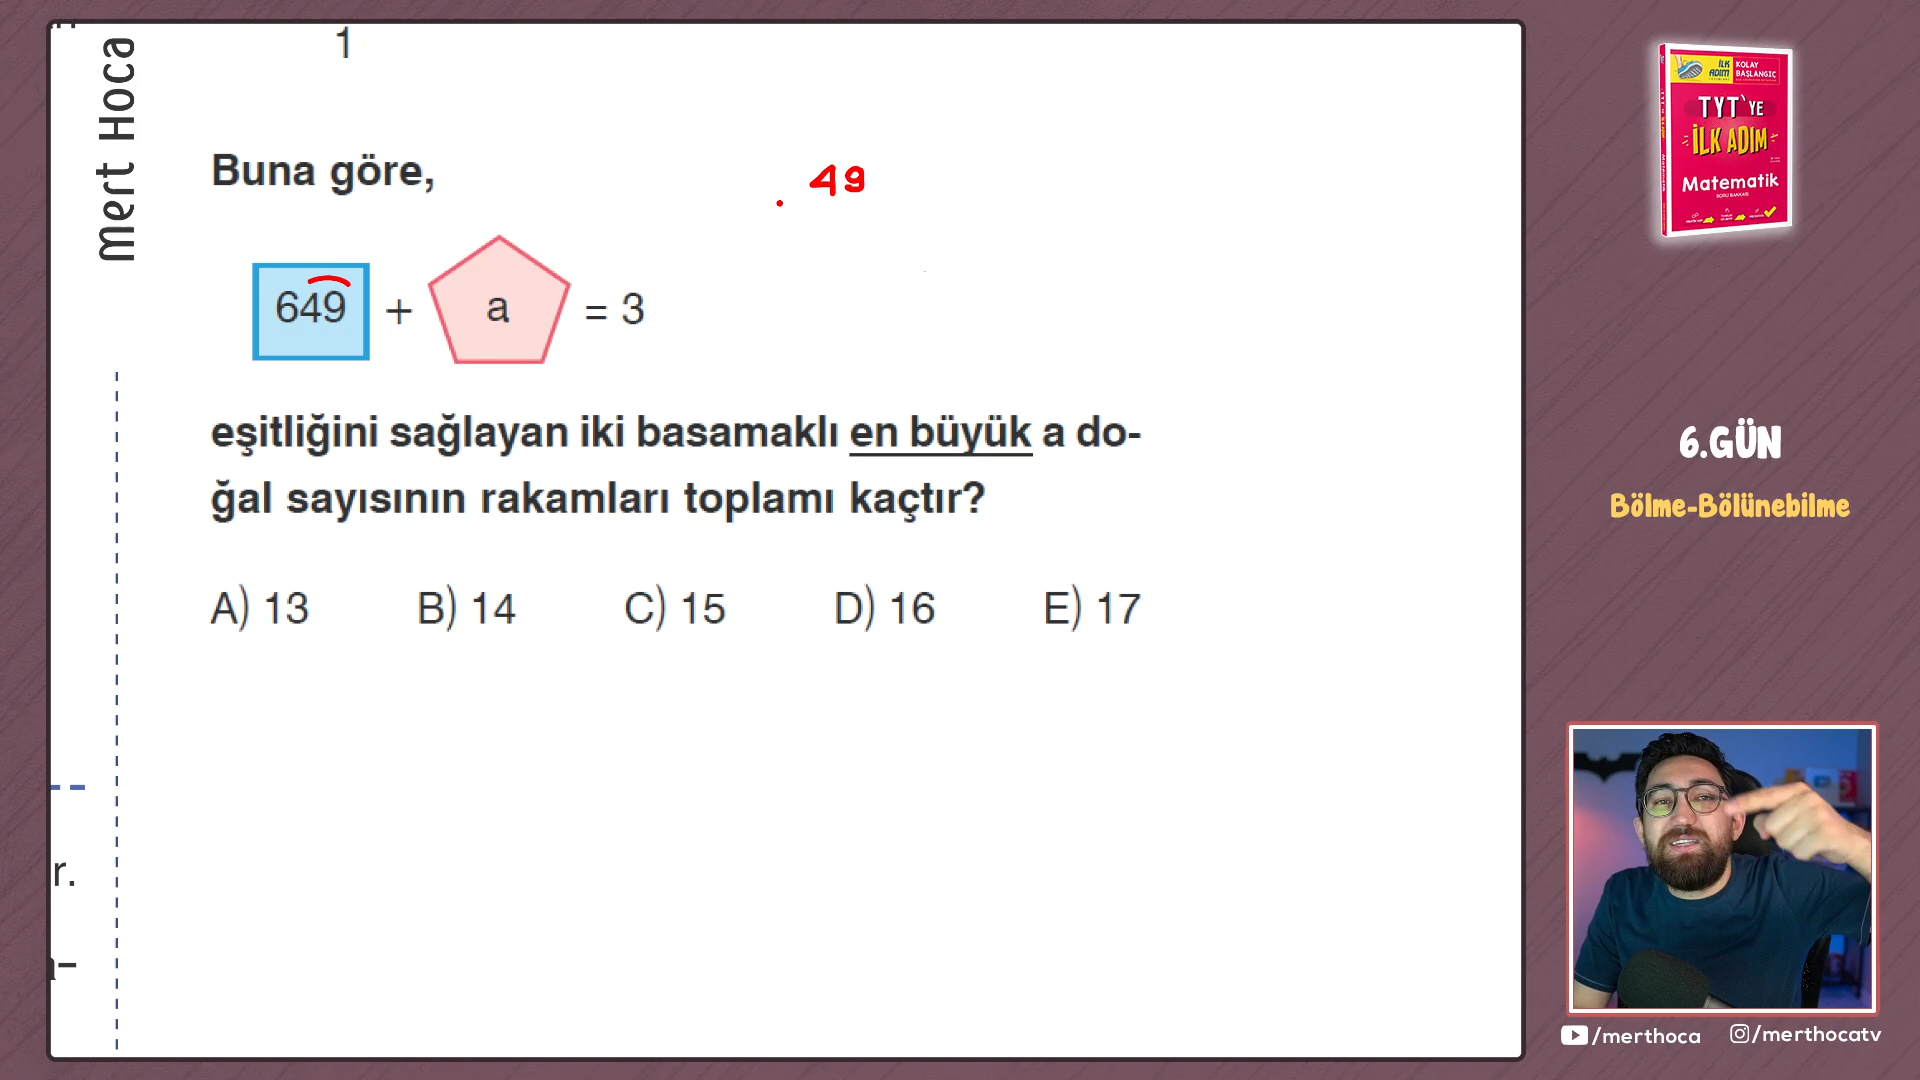 1
Mert Hoca
Buna göre,
49
649 + a = 3
eşitliğini sağlayan iki basamaklı en büyük a do-
ğal sayısının rakamları toplamı kaçtır?
A) 13 B) 14 C) 15 D) 16 E) 17
r.
İLK ADIM
KOLAY BAŞLANGIÇ
TYT'YE
İLK ADIM
Matematik
SORU BANKASI
6.GÜN
Bölme-Bölünebilme
/merthoca /merthocatv